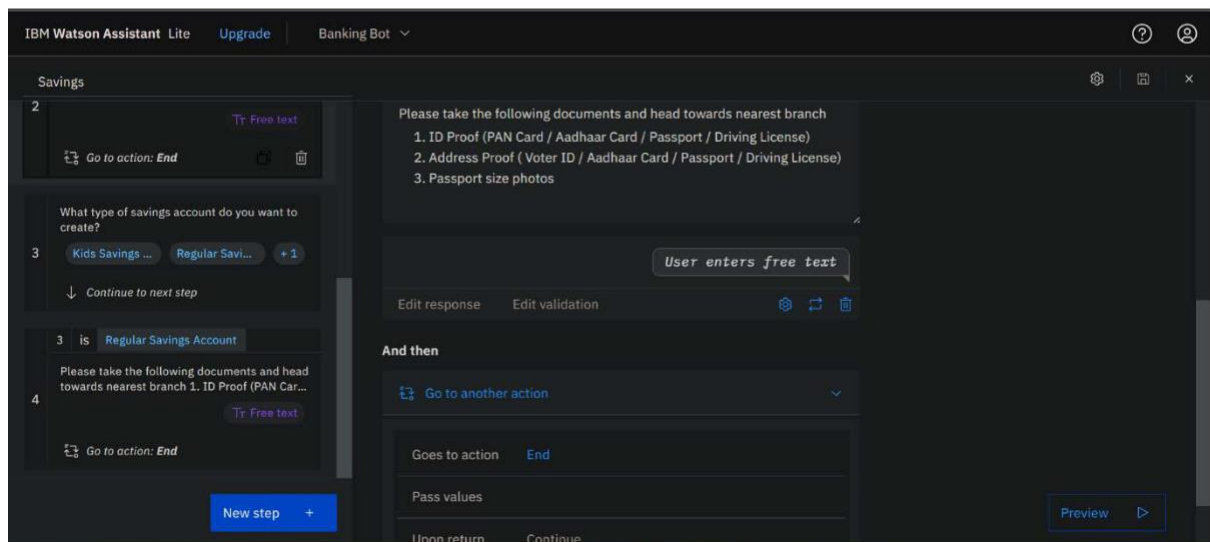 IBM Watson Assistant Lite Upgrade Banking Bot
Savings
2
Tт Free text
Go to action: End
What type of savings account do you want to
create?
3
Kids Savings ... Regular Savi... + 1
Continue to next step
3 is Regular Savings Account
Please take the following documents and head
towards nearest branch 1. ID Proof (PAN Car...
4
Tт Free text
Go to action: End
New step +
Please take the following documents and head towards nearest branch
1. ID Proof (PAN Card / Aadhaar Card / Passport / Driving License)
2. Address Proof ( Voter ID / Aadhaar Card / Passport / Driving License)
3. Passport size photos
User enters free text
Edit response Edit validation
And then
Go to another action
Goes to action End
Pass values
Upon return Continue
Preview